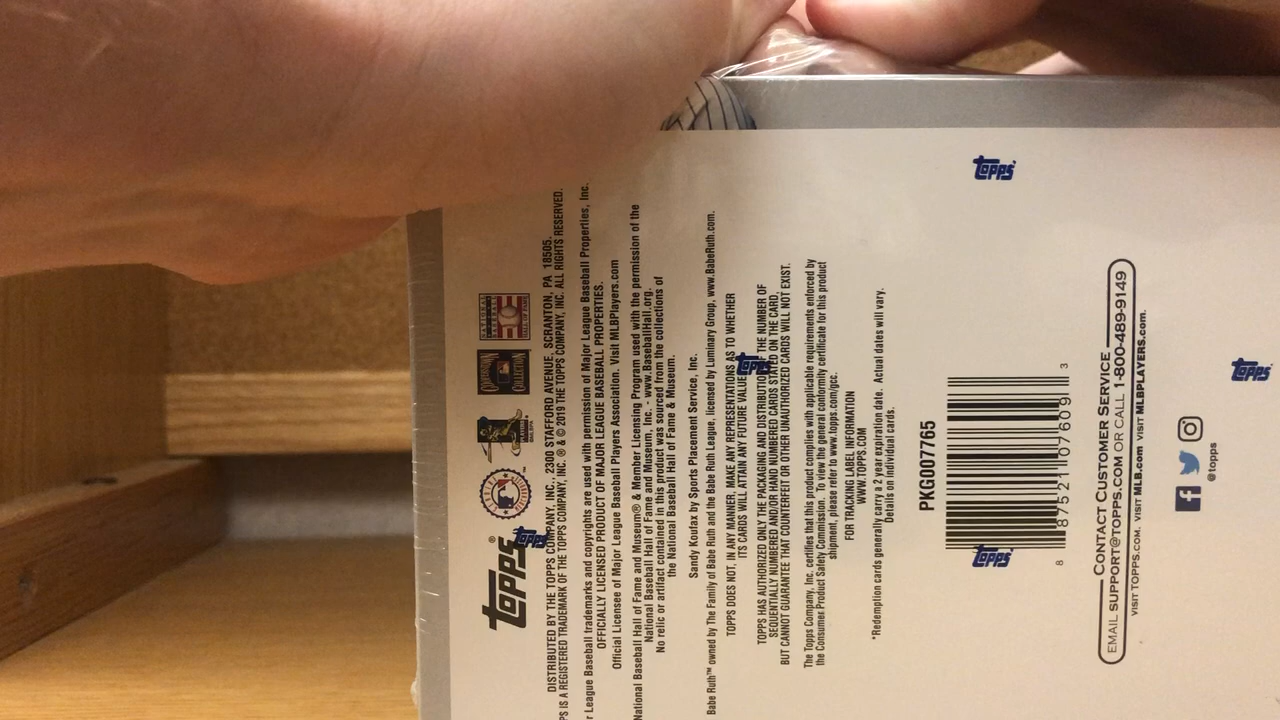 topps®
DISTRIBUTED BY THE TOPPS COMPANY, INC., 2300 STAFFORD AVENUE, SCRANTON, PA 18505.
IS A REGISTERED TRADEMARK OF THE TOPPS COMPANY, INC. ® & © 2019 THE TOPPS COMPANY, INC. ALL RIGHTS RESERVED.
League Baseball trademarks and copyrights are used with permission of Major League Baseball Properties, Inc.
OFFICIALLY LICENSED PRODUCT OF MAJOR LEAGUE BASEBALL PROPERTIES.
Official Licensee of Major League Baseball Players Association. Visit MLBPlayers.com
National Baseball Hall of Fame and Museum® & Member Licensing Program used with the permission of the
National Baseball Hall of Fame and Museum, Inc. - www.BaseballHall.org.
No relic or artifact contained in this product was sourced from the collections of
the National Baseball Hall of Fame & Museum.
Sandy Koufax by Sports Placement Service, Inc.
Babe Ruth™ owned by The Family of Babe Ruth and the Babe Ruth League, licensed by Luminary Group, www.BabeRuth.com.
TOPPS DOES NOT, IN ANY MANNER, MAKE ANY REPRESENTATIONS AS TO WHETHER
ITS CARDS WILL ATTAIN ANY FUTURE VALUE.
TOPPS HAS AUTHORIZED ONLY THE PACKAGING AND DISTRIBUTION OF THE NUMBER OF
SEQUENTIALLY NUMBERED AND/OR HAND NUMBERED CARDS STATED ON THE CARD,
BUT CANNOT GUARANTEE THAT COUNTERFEIT OR OTHER UNAUTHORIZED CARDS WILL NOT EXIST.
The Topps Company, Inc. certifies that this product complies with applicable requirements enforced by
the Consumer Product Safety Commission. To view the general conformity certificate for this product
shipment, please refer to www.topps.com/gcc.
FOR TRACKING LABEL INFORMATION
WWW.TOPPS.COM
*Redemption cards generally carry a 2 year expiration date. Actual dates will vary.
Details on individual cards.
PKG007765
8 87521 07609 3
CONTACT CUSTOMER SERVICE
EMAIL SUPPORT@TOPPS.COM OR CALL 1-800-489-9149
VISIT TOPPS.COM. VISIT MLB.com VISIT MLBPLAYERS.com.
@topps
topps
topps
topps
topps
topps